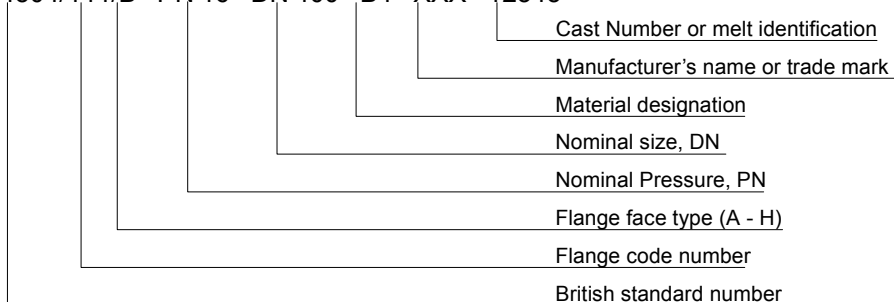 Cast Number or melt identification
Manufacturer's name or trade mark
Material designation
Nominal size, DN
Nominal Pressure, PN
Flange face type (A - H)
Flange code number
British standard number